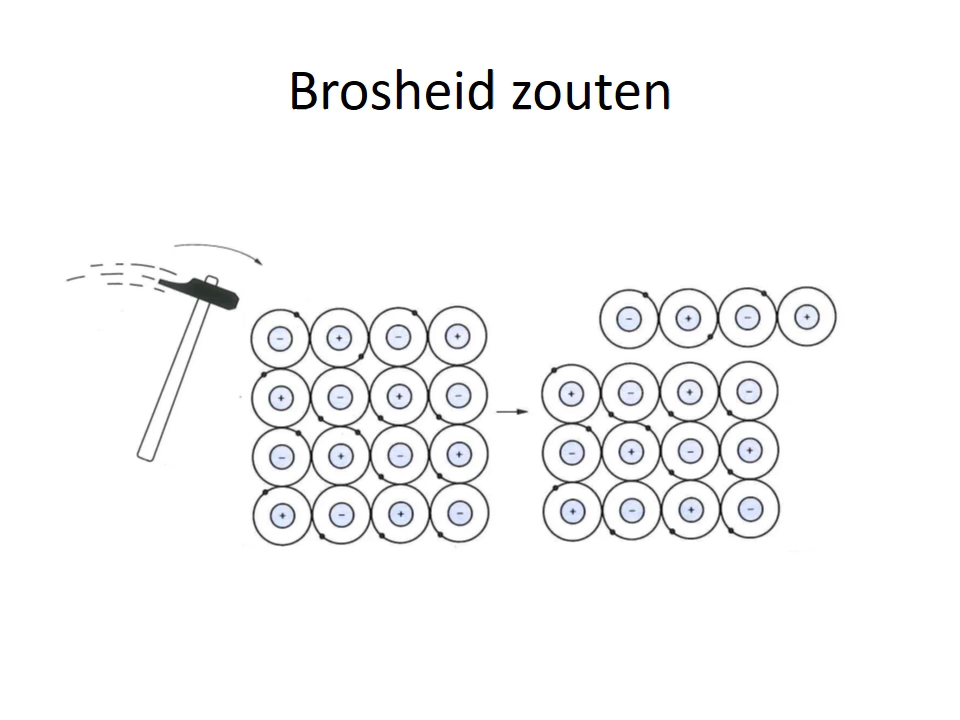 Brosheid zouten
- + - +
+ - + -
- + - +
+ - + -
- + - +
+ - + -
- + - +
+ - + -